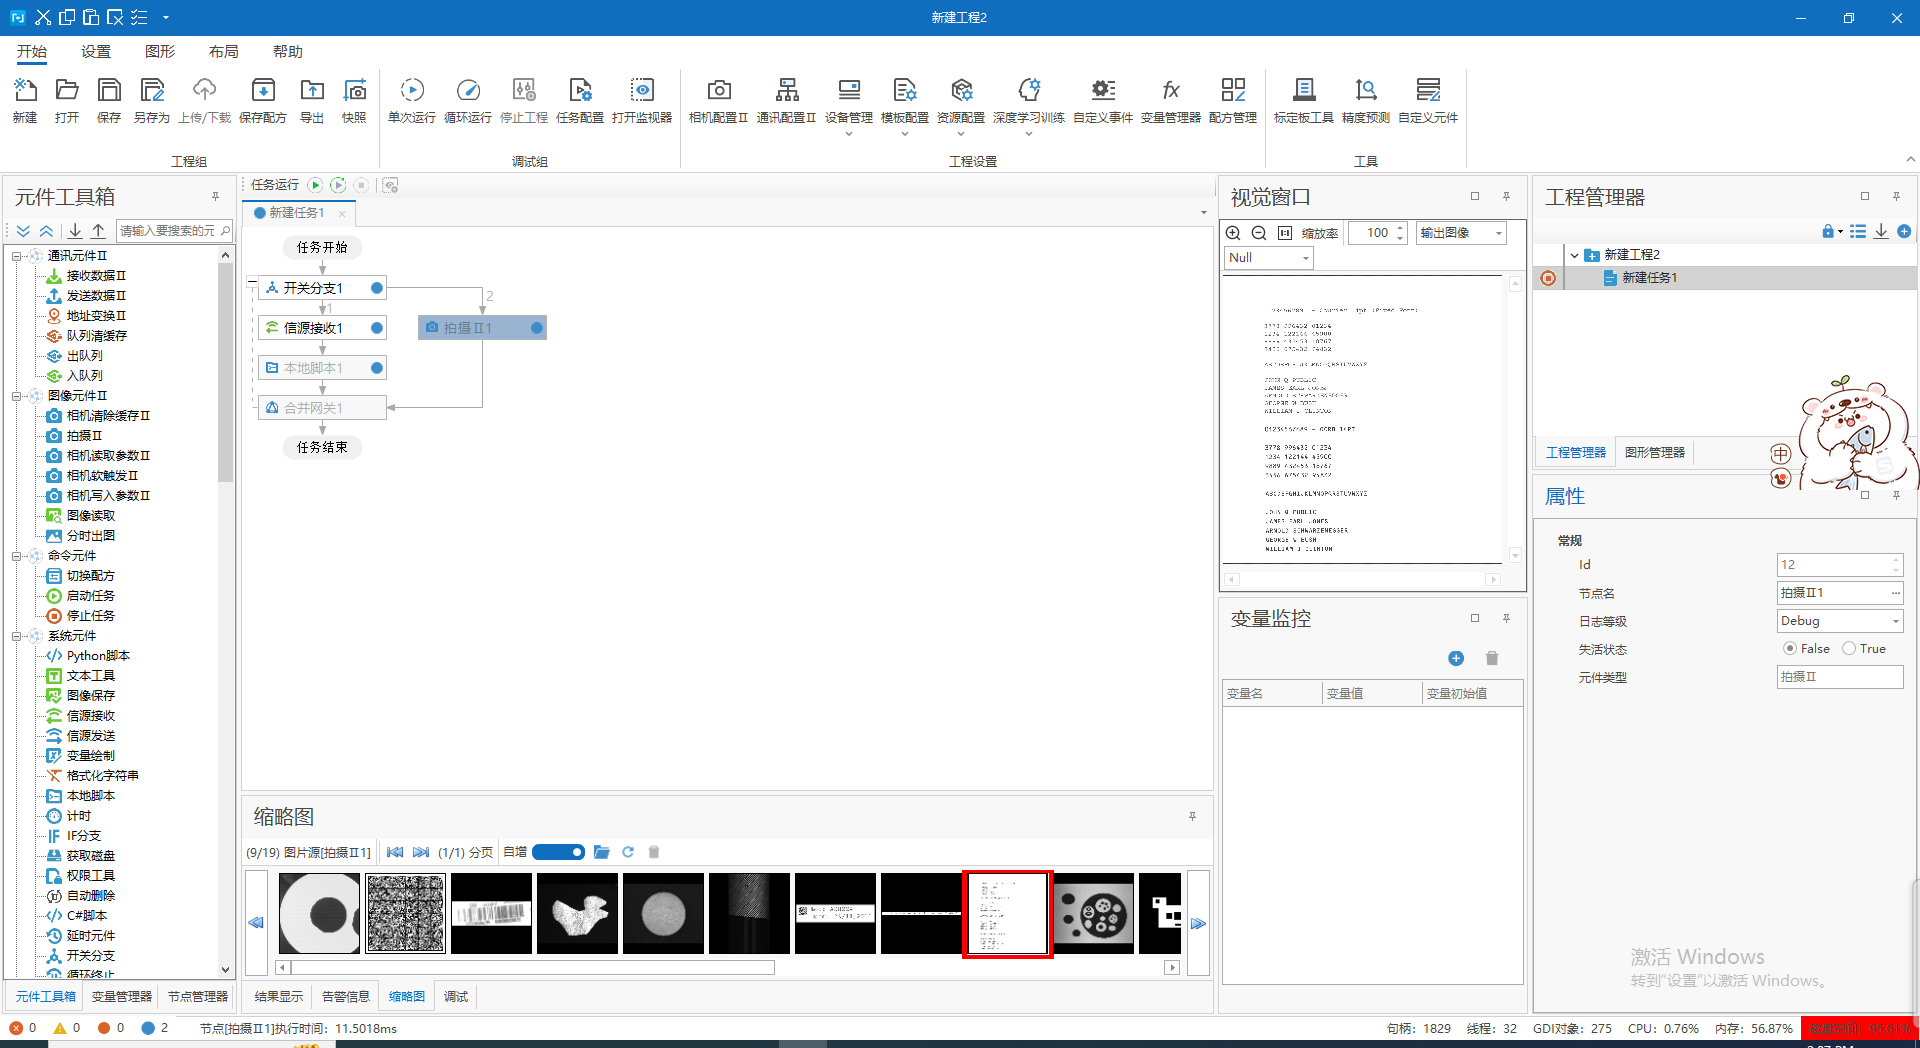 新建工程2
开始 设置 图形 布局 帮助
新建 打开 保存 另存为 上传/下载 保存配方 导出 快照 单次运行 循环运行 停止工程 任务配置 打开监视器 相机配置II 通讯配置II 设备管理 模板配置 资源配置 深度学习训练 自定义事件 变量管理器 配方管理 标定板工具 精度预测 自定义元件
工程组 调试组 工程设置 工具
元件工具箱
请输入要搜索的元
通讯元件II
接收数据II
发送数据II
地址变换II
队列清缓存
出队列
入队列
图像元件II
相机清除缓存II
拍摄II
相机读取参数II
相机软触发II
相机写入参数II
图像读取
分时出图
命令元件
切换配方
启动任务
停止任务
系统元件
Python脚本
文本工具
图像保存
信源接收
信源发送
变量绘制
格式化字符串
本地脚本
计时
IF分支
获取磁盘
权限工具
自动删除
C#脚本
延时元件
开关分支
循环终止
元件工具箱 变量管理器 节点管理器
任务运行
新建任务1
任务开始
开关分支1
1
2
信源接收1
拍摄II1
本地脚本1
合并网关1
任务结束
缩略图
(9/19) 图片源[拍摄II1] (1/1) 分页 自增
结果显示 告警信息 缩略图 调试
视觉窗口
缩放率 100 输出图像
Null
JOHN Q PUBLIC
ABCDEFGHIJKLMNOPQRSTUVWXYZ
JOHN Q PUBLIC
JAMES EARL JONES
ARNOLD SCHWARZENEGGER
GEORGE W BUSH
WILLIAM J CLINTON
变量监控
变量名 变量值 变量初始值
工程管理器
新建工程2
新建任务1
工程管理器 图形管理器
中
属性
常规
Id 12
节点名 拍摄II1
日志等级 Debug
失活状态 False True
元件类型 拍摄II
激活 Windows
转到“设置”以激活 Windows。
0 0 0 2 节点[拍摄II1]执行时间：11.5018ms
句柄：1829 线程：32 GDI对象：275 CPU：0.76% 内存：56.87%